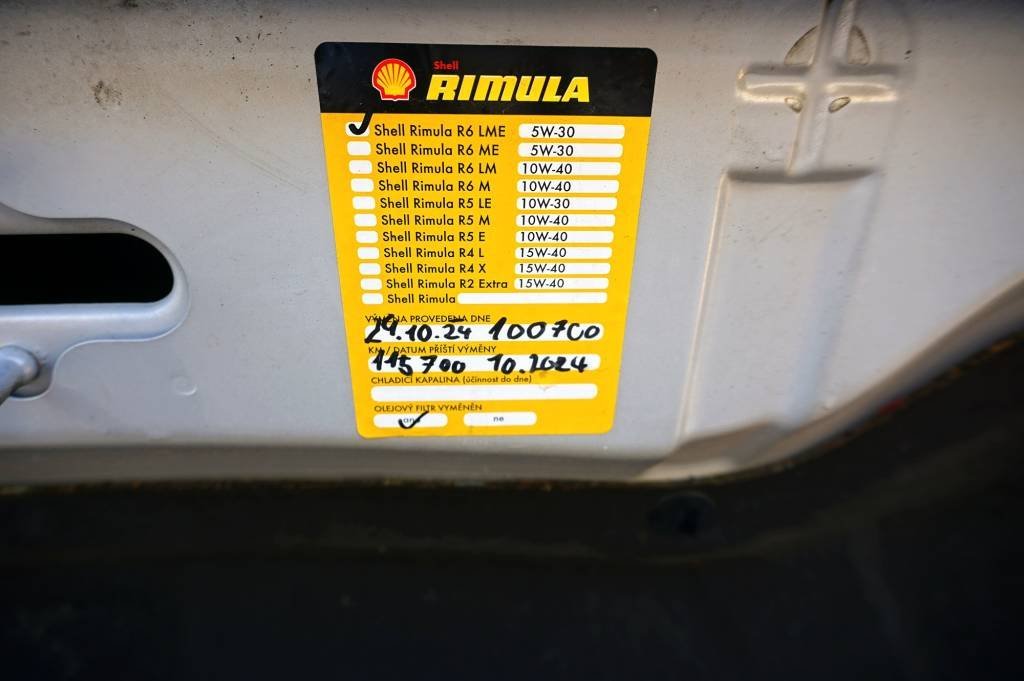 Shell
RIMULA
Shell Rimula R6 LME 5W-30
Shell Rimula R6 ME 5W-30
Shell Rimula R6 LM 10W-40
Shell Rimula R6 M 10W-40
Shell Rimula R5 LE 10W-30
Shell Rimula R5 M 10W-40
Shell Rimula R5 E 10W-40
Shell Rimula R4 L 15W-40
Shell Rimula R4 X 15W-40
Shell Rimula R2 Extra 15W-40
Shell Rimula
VÝMĚNA PROVEDENA DNE
29.10.24 100700
KM / DATUM PŘÍŠTÍ VÝMĚNY
115700 10.2024
CHLADICÍ KAPALINA (účinnost do dne)
OLEJOVÝ FILTR VYMĚNĚN
ano ne